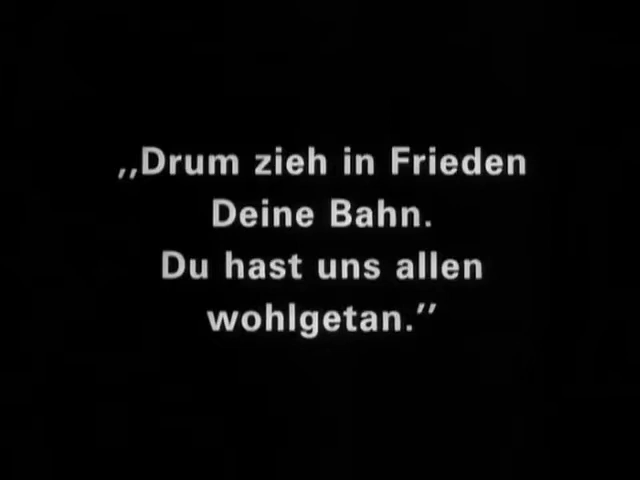 ,,Drum zieh in Frieden
Deine Bahn.
Du hast uns allen
wohlgetan.”